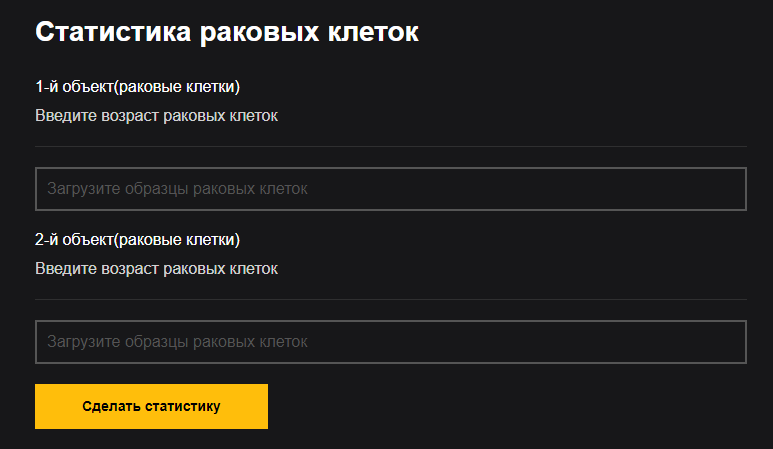 Статистика раковых клеток
1-й объект(раковые клетки)
Введите возраст раковых клеток
Загрузите образцы раковых клеток
2-й объект(раковые клетки)
Введите возраст раковых клеток
Загрузите образцы раковых клеток
Сделать статистику